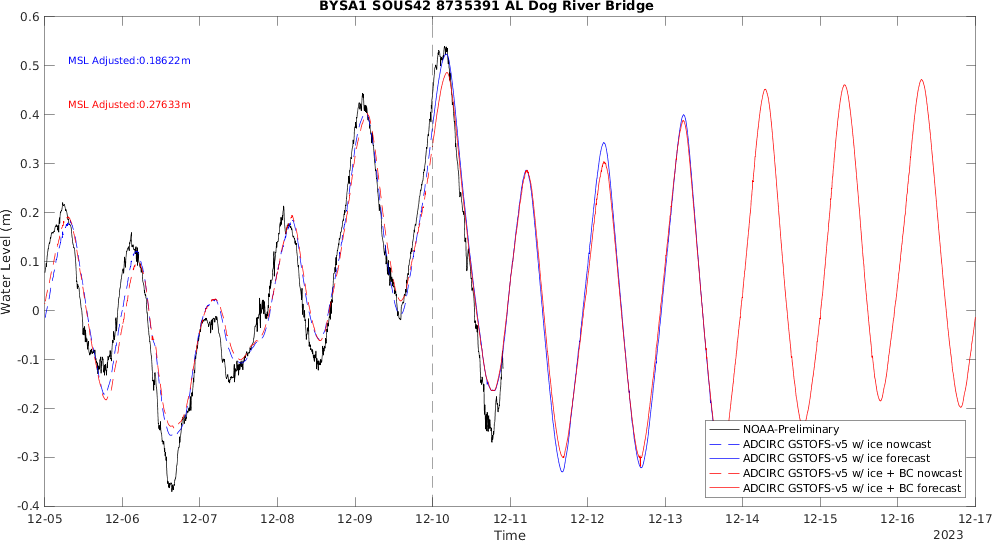 BYSA1 SOUS42 8735391 AL Dog River Bridge
0.6
0.5
0.4
0.3
0.2
0.1
0
-0.1
-0.2
-0.3
-0.4
Water Level (m)
MSL Adjusted:0.18622m
MSL Adjusted:0.27633m
NOAA-Preliminary
ADCIRC GSTOFS-v5 w/ ice nowcast
ADCIRC GSTOFS-v5 w/ ice forecast
ADCIRC GSTOFS-v5 w/ ice + BC nowcast
ADCIRC GSTOFS-v5 w/ ice + BC forecast
12-05 12-06 12-07 12-08 12-09 12-10 12-11 12-12 12-13 12-14 12-15 12-16 12-17
Time
2023